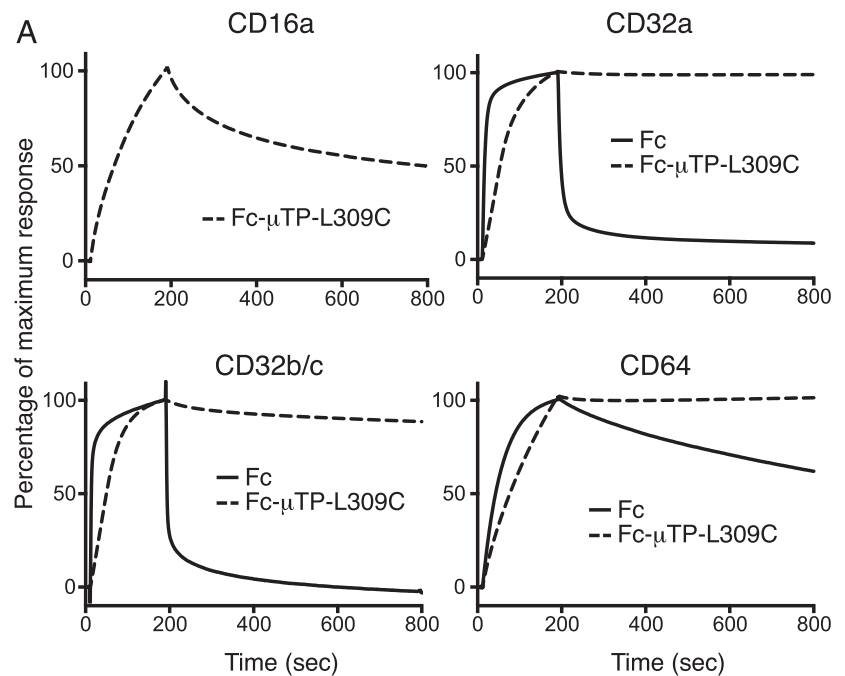 A
CD16a
100
50
0
Fc-μTP-L309C
0 200 400 600 800
CD32a
100
50
0
Fc
Fc-μTP-L309C
0 200 400 600 800
Percentage of maximum response
CD32b/c
100
50
0
Fc
Fc-μTP-L309C
0 200 400 600 800
Time (sec)
CD64
100
50
0
Fc
Fc-μTP-L309C
0 200 400 600 800
Time (sec)